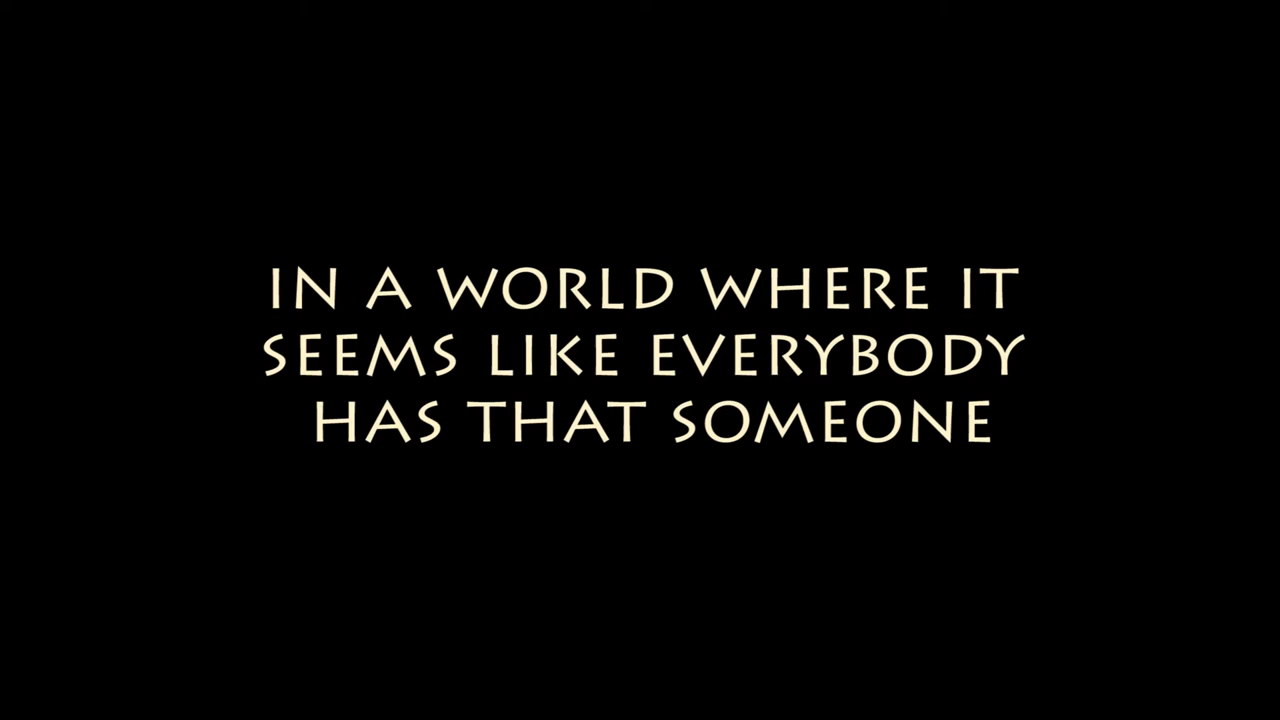 IN A WORLD WHERE IT
SEEMS LIKE EVERYBODY
HAS THAT SOMEONE